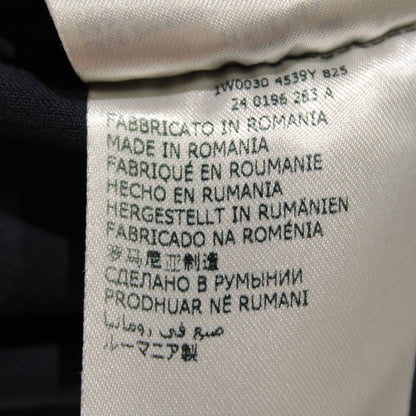 1W0030 4539Y 825
24 0196 263 A
FABBRICATO IN ROMANIA
MADE IN ROMANIA
FABRIQUÉ EN ROUMANIE
HECHO EN RUMANIA
HERGESTELLT IN RUMÄNIEN
FABRICADO NA ROMÉNIA
罗马尼亚制造
СДЕЛАНО В РУМЫНИИ
PRODHUAR NË RUMANI
صنع في رومانيا
ルーマニア製